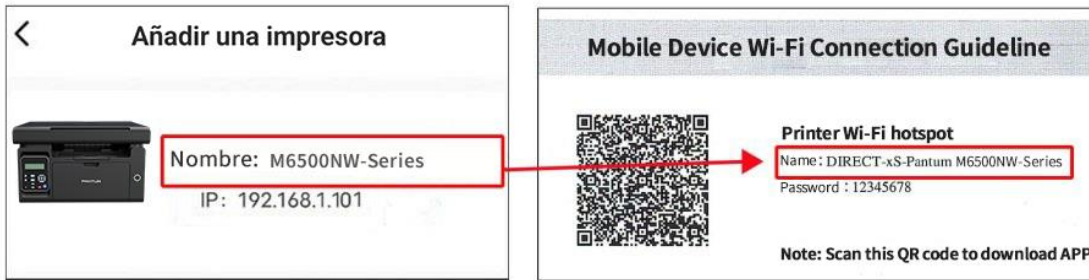 Añadir una impresora
Nombre: M6500NW-Series
IP: 192.168.1.101
PANTUM
Mobile Device Wi-Fi Connection Guideline
Printer Wi-Fi hotspot
Name: DIRECT-xS-Pantum M6500NW-Series
Password : 12345678
Note: Scan this QR code to download APP